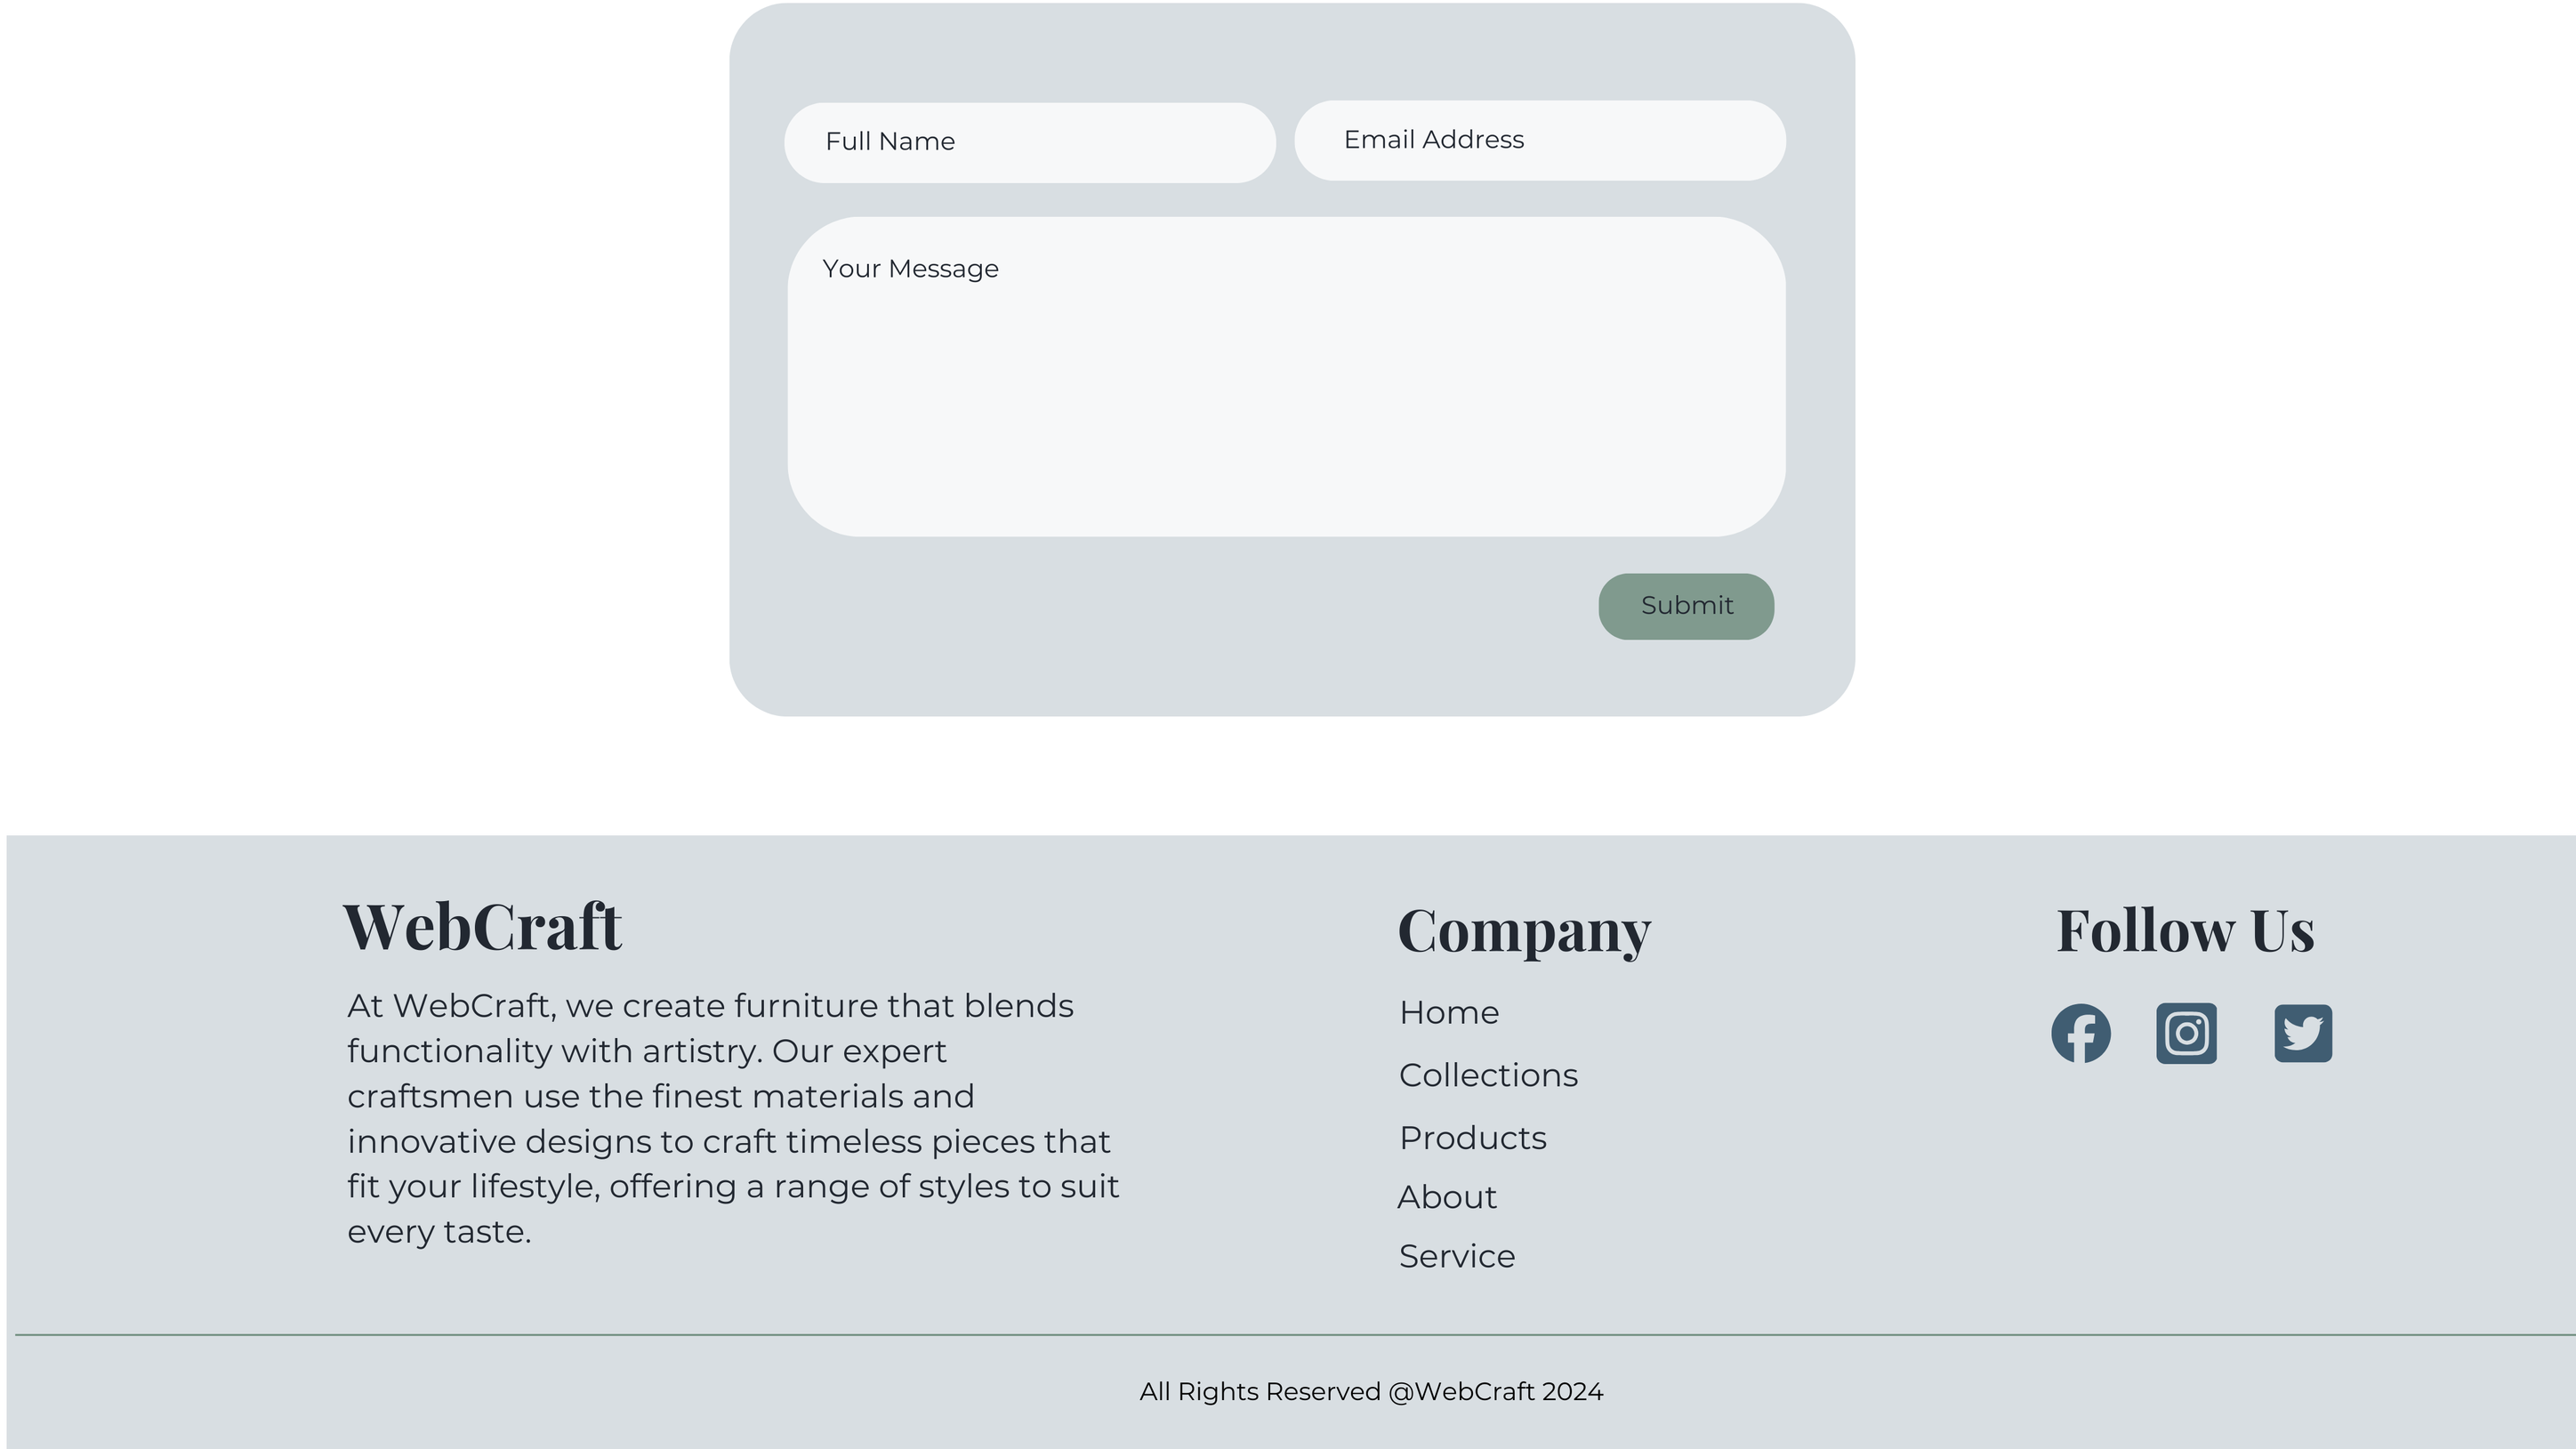 Full Name
Email Address
Your Message
Submit
WebCraft
At WebCraft, we create furniture that blends
functionality with artistry. Our expert
craftsmen use the finest materials and
innovative designs to craft timeless pieces that
fit your lifestyle, offering a range of styles to suit
every taste.
Company
Home
Collections
Products
About
Service
Follow Us
All Rights Reserved @WebCraft 2024